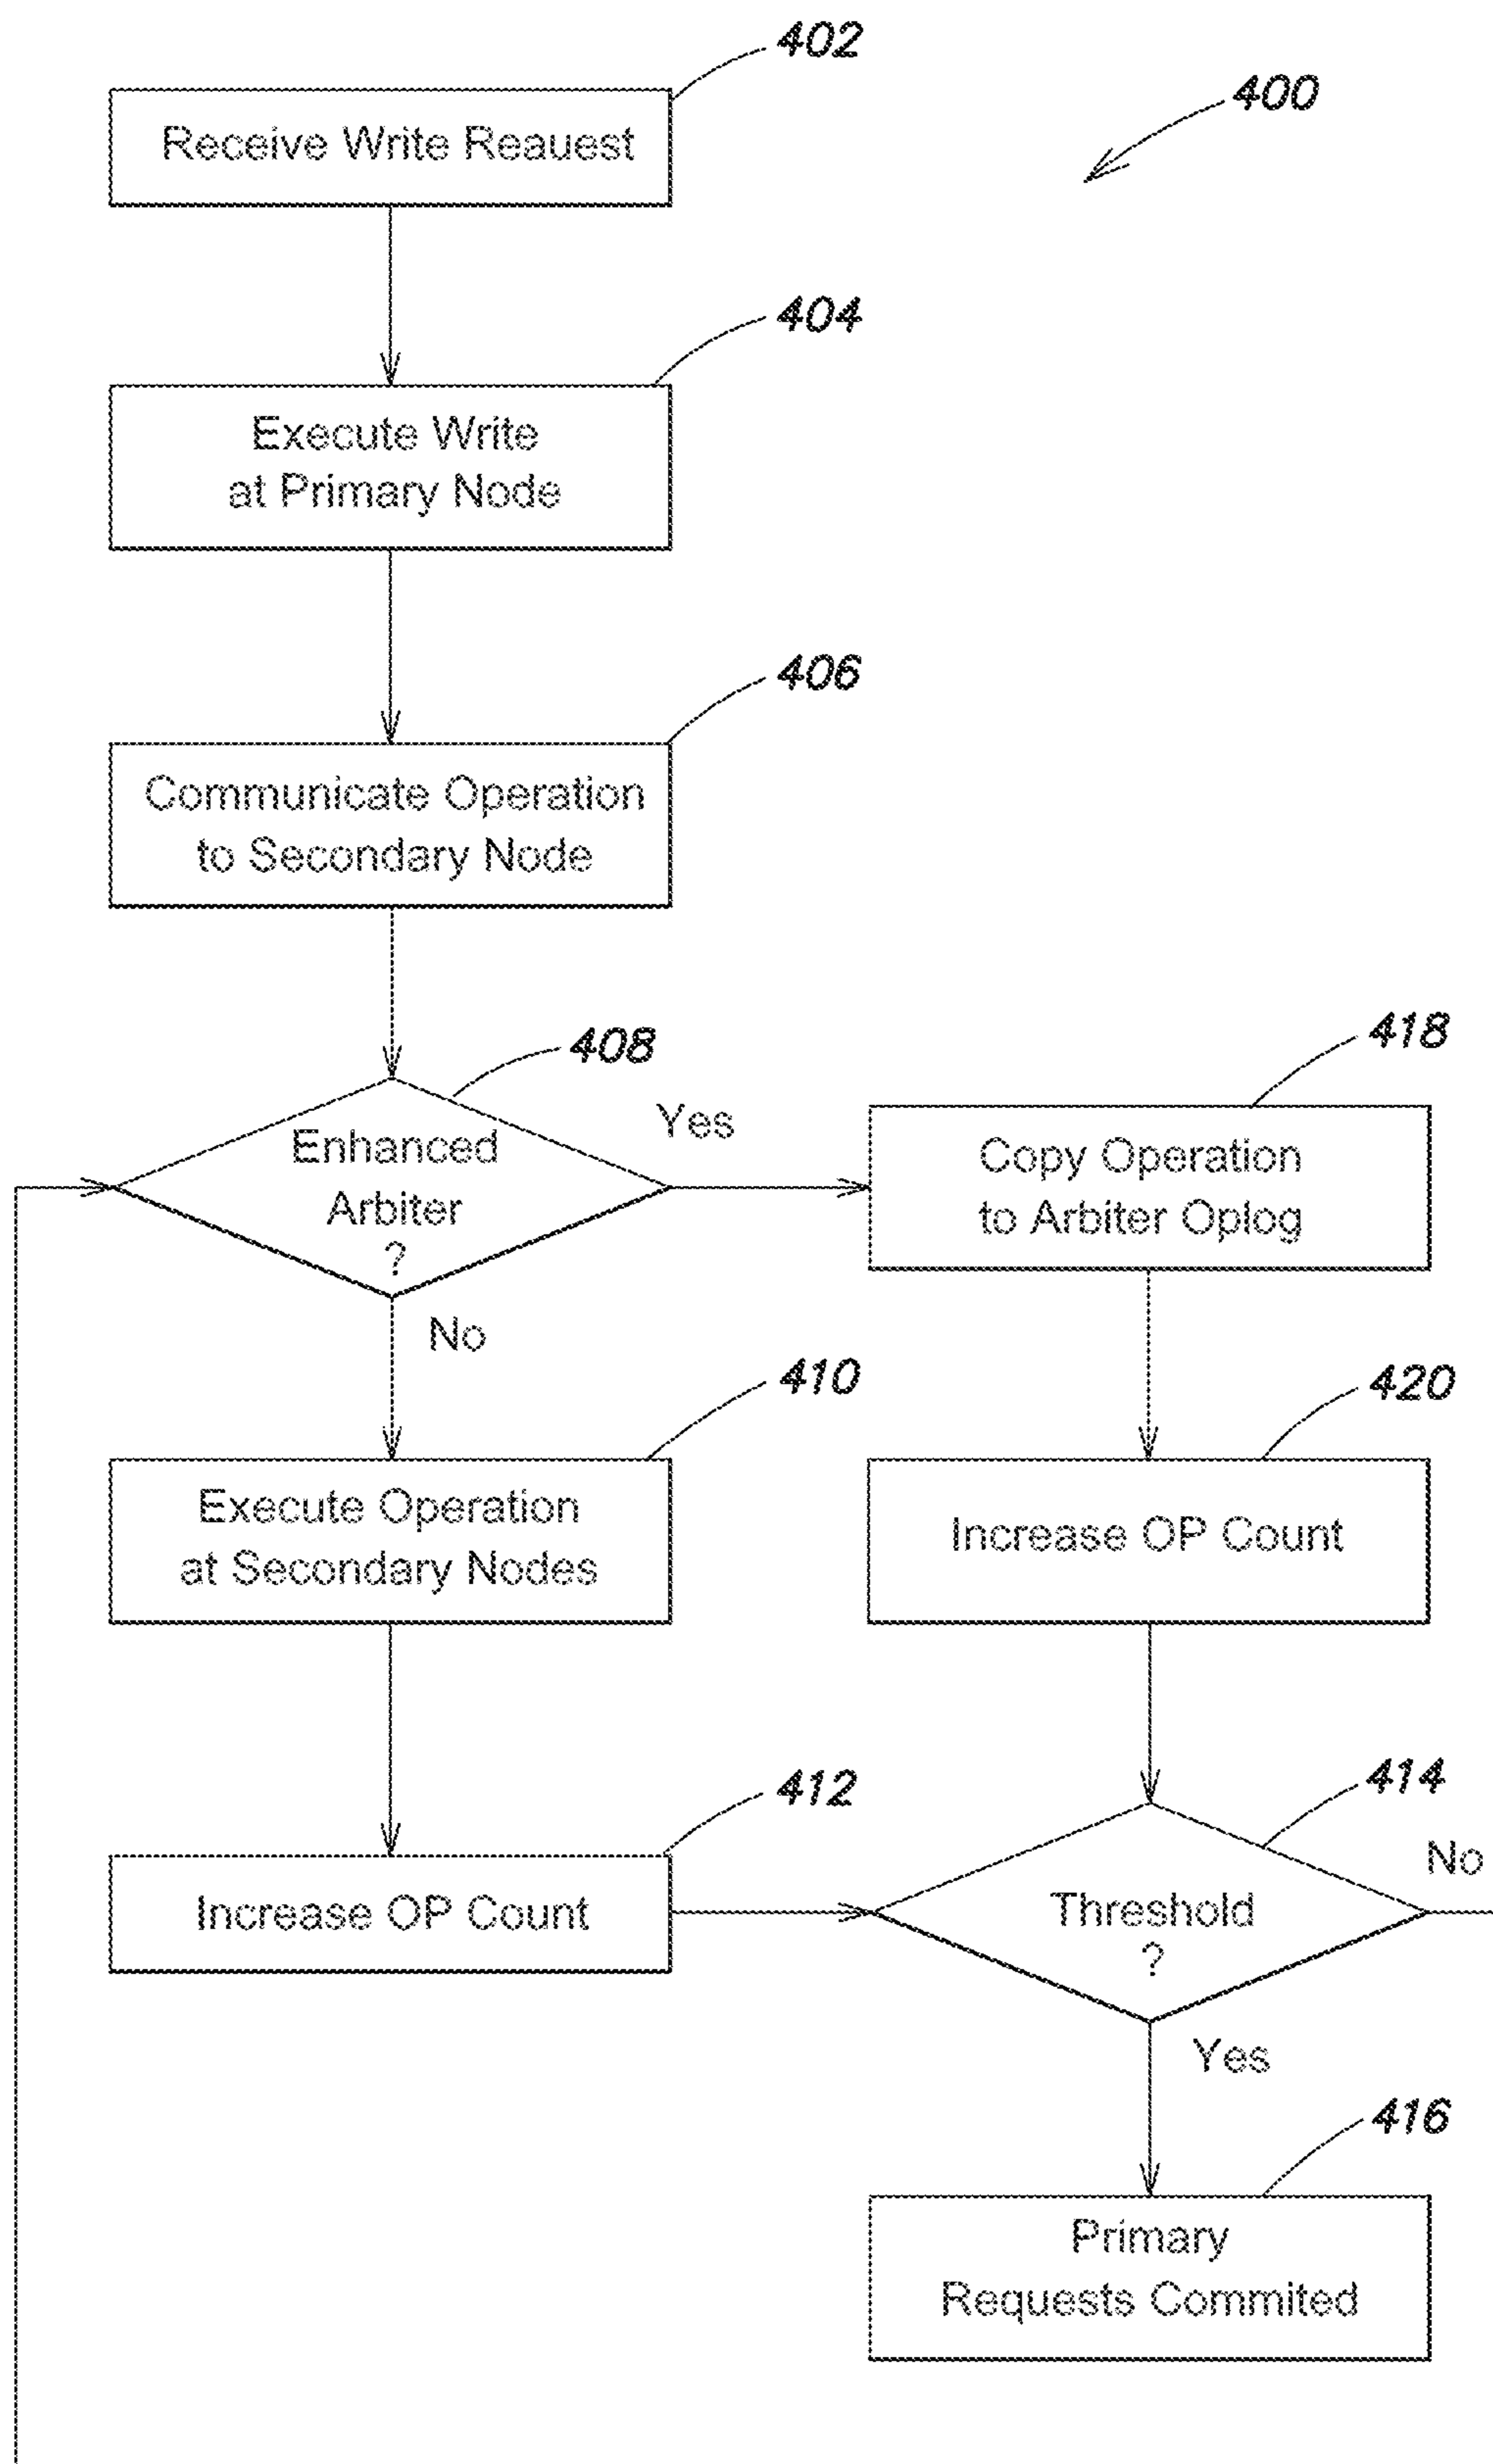 402
400
Receive Write Reauest
404
Execute Write
at Primary Node
406
Communicate Operation
to Secondary Node
408
418
Yes
Enhanced
Arbiter
?
Copy Operation
to Arbiter Oplog
No
410
420
Execute Operation
at Secondary Nodes
Increase OP Count
412
414
No
Increase OP Count
Threshold
?
Yes
416
Primary
Requests Commited